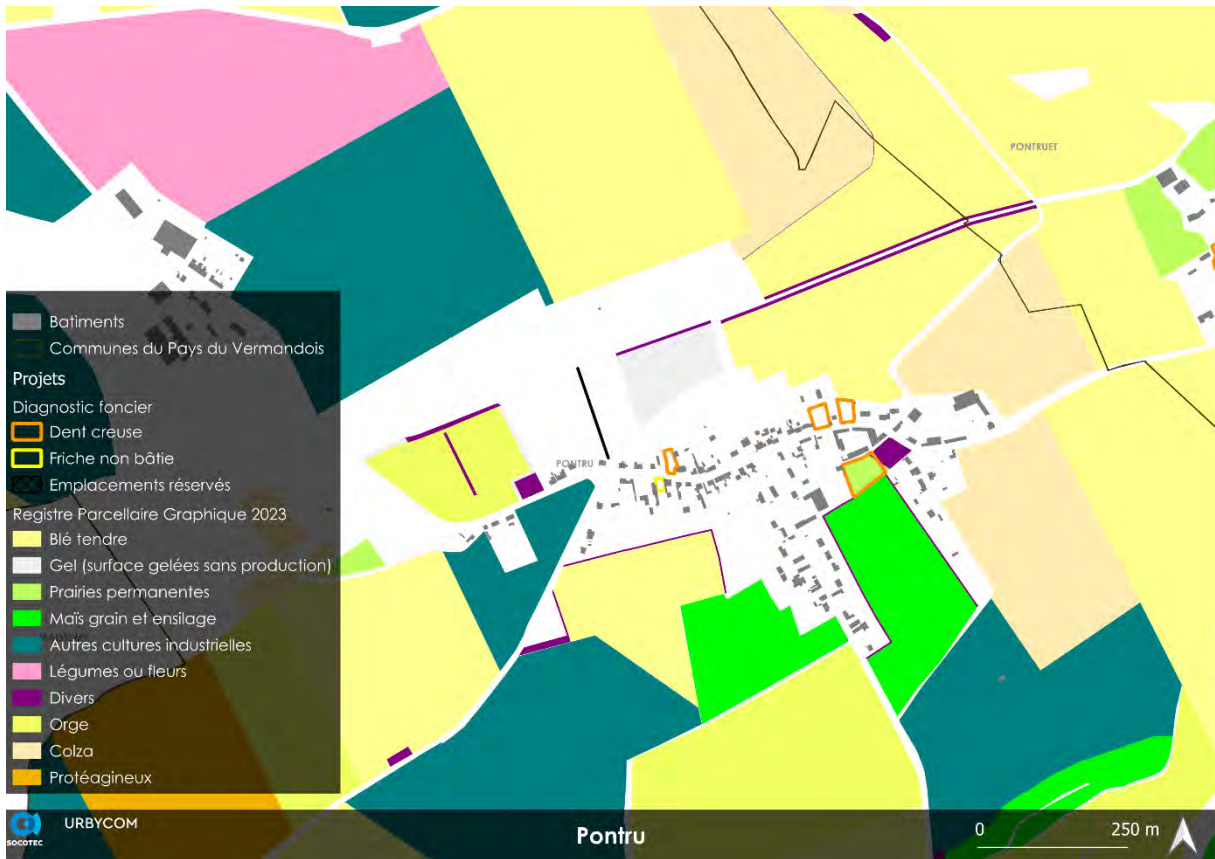 PONTRUET
Batiments
Communes du Pays du Vermandois
Projets
Diagnostic foncier
Dent creuse
Friche non bâtie
Emplacements réservés
Registre Parcellaire Graphique 2023
Blé tendre
Gel (surface gelées sans production)
Prairies permanentes
Maïs grain et ensilage
Autres cultures industrielles
Légumes ou fleurs
Divers
Orge
Colza
Protéagineux
PONTRU
SOCOTEC
URBYCOM
Pontru
0 250 m